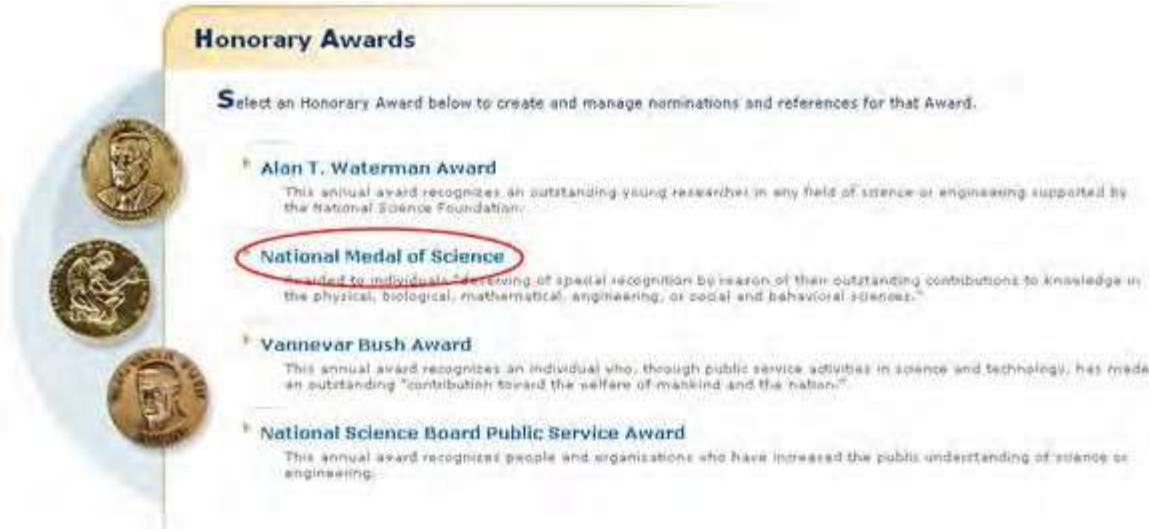 Honorary Awards
Select an Honorary Award below to create and manage nominations and references for that Award.
Alan T. Waterman Award
This annual award recognizes an outstanding young researcher in any field of science or engineering supported by
the National Science Foundation.
National Medal of Science
Awarded to individuals "deserving of special recognition by reason of their outstanding contributions to knowledge in
the physical, biological, mathematical, engineering, or social and behavioral sciences."
Vannevar Bush Award
This annual award recognizes an individual who, through public service activities in science and technology, has made
an outstanding "contribution toward the welfare of mankind and the nation."
National Science Board Public Service Award
This annual award recognizes people and organizations who have increased the public understanding of science or
engineering.